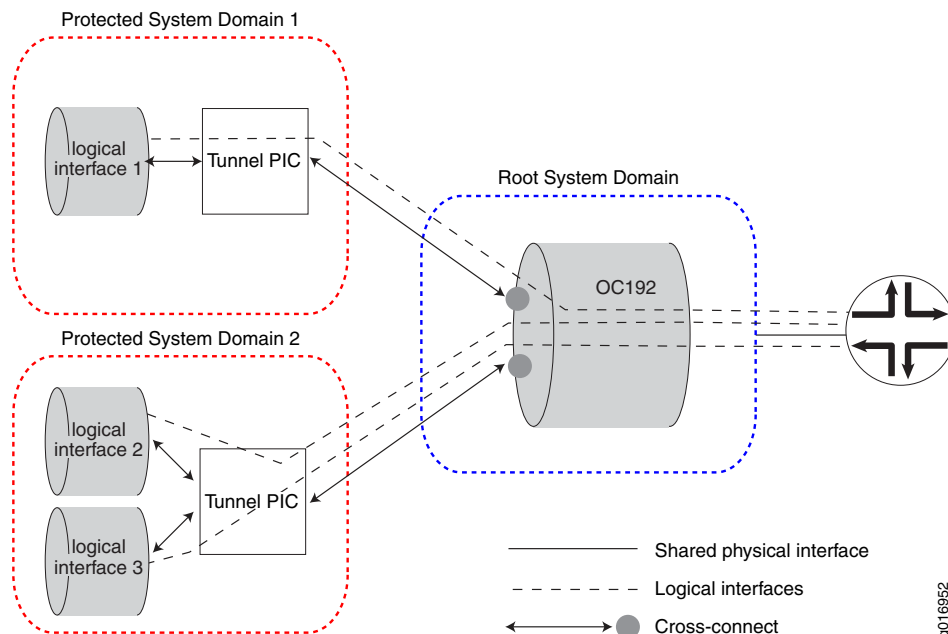 Protected System Domain 1
logical
interface 1
Tunnel PIC
Root System Domain
OC192
Protected System Domain 2
logical
interface 2
Tunnel PIC
logical
interface 3
Shared physical interface
Logical interfaces
Cross-connect
g016952